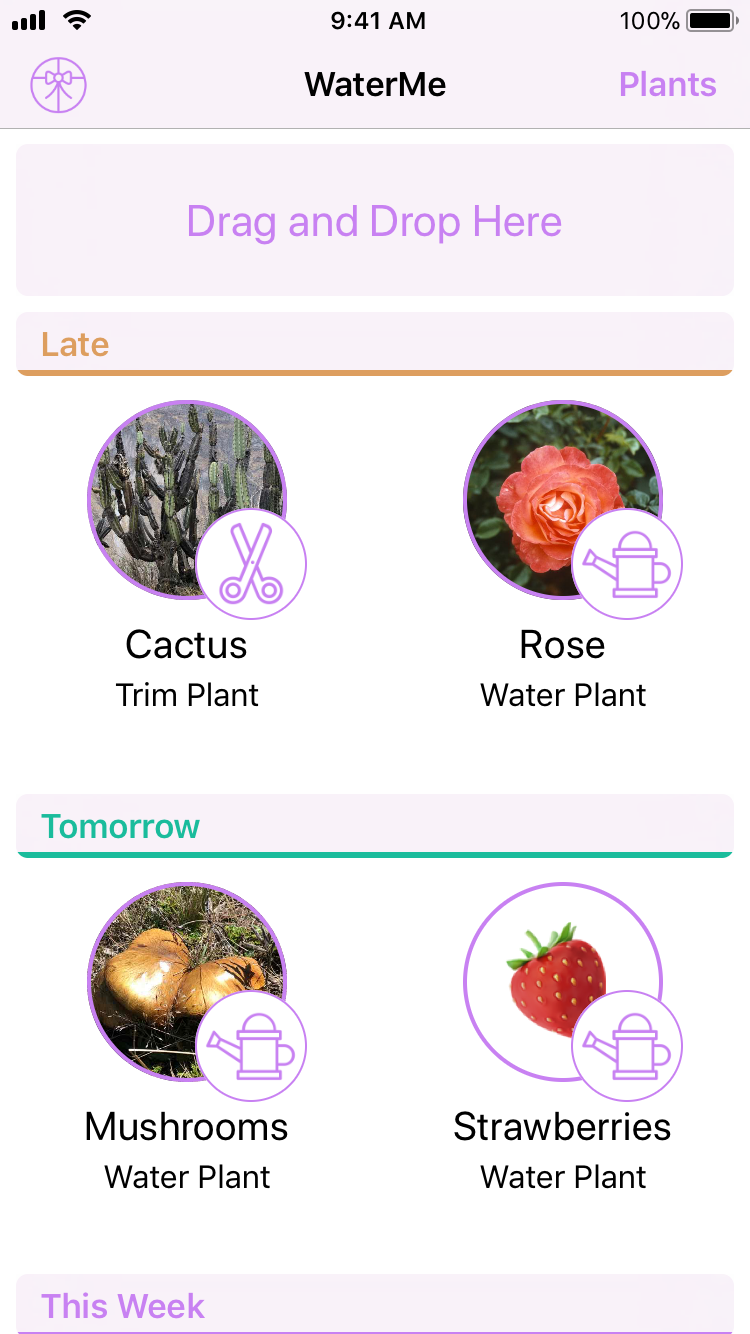 9:41 AM
100%
WaterMe
Plants
Drag and Drop Here
Late
Cactus
Trim Plant
Rose
Water Plant
Tomorrow
Mushrooms
Water Plant
Strawberries
Water Plant
This Week